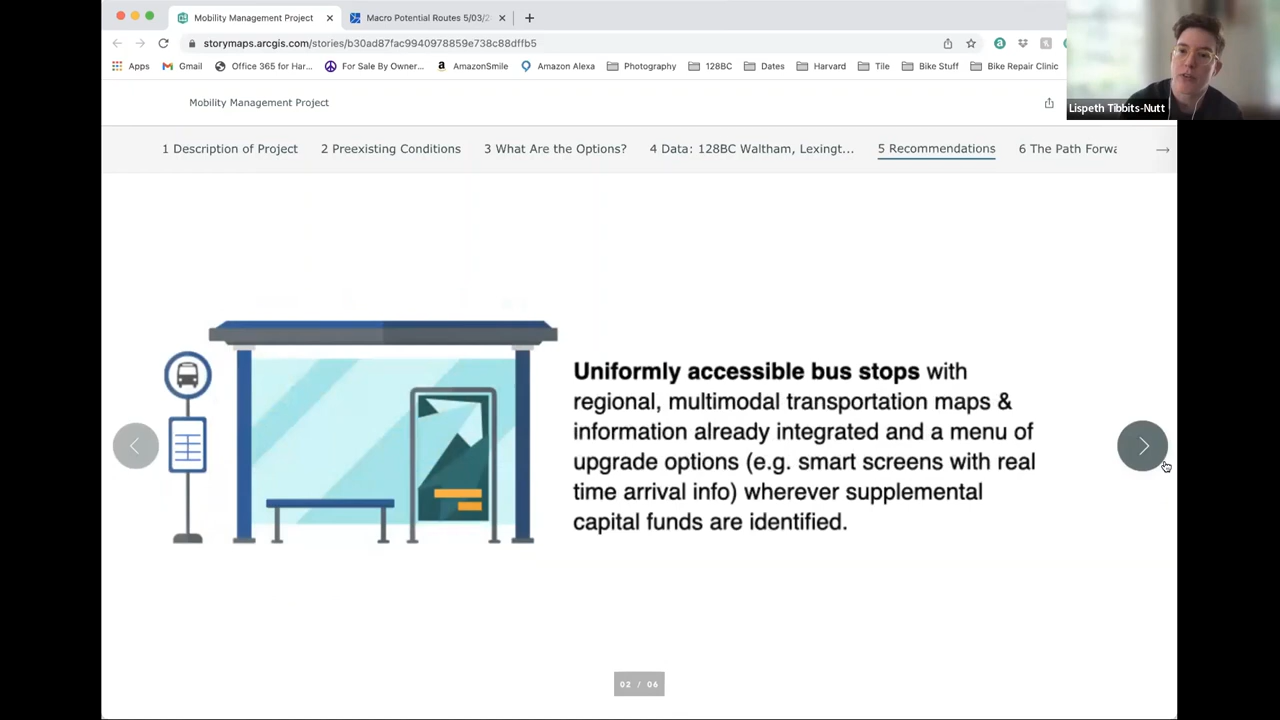 Mobility Management Project
Macro Potential Routes 5/03/2
storymaps.arcgis.com/stories/b30ad87fac9940978859e738c88dffb5
Apps
Gmail
Office 365 for Har...
For Sale By Owner...
AmazonSmile
Amazon Alexa
Photography
128BC
Dates
Harvard
Tile
Bike Stuff
Bike Repair Clinic
Lispeth Tibbits-Nutt
Mobility Management Project
1 Description of Project
2 Preexisting Conditions
3 What Are the Options?
4 Data: 128BC Waltham, Lexingt...
5 Recommendations
6 The Path Forwa
Uniformly accessible bus stops with
regional, multimodal transportation maps &
information already integrated and a menu of
upgrade options (e.g. smart screens with real
time arrival info) wherever supplemental
capital funds are identified.
02 / 06